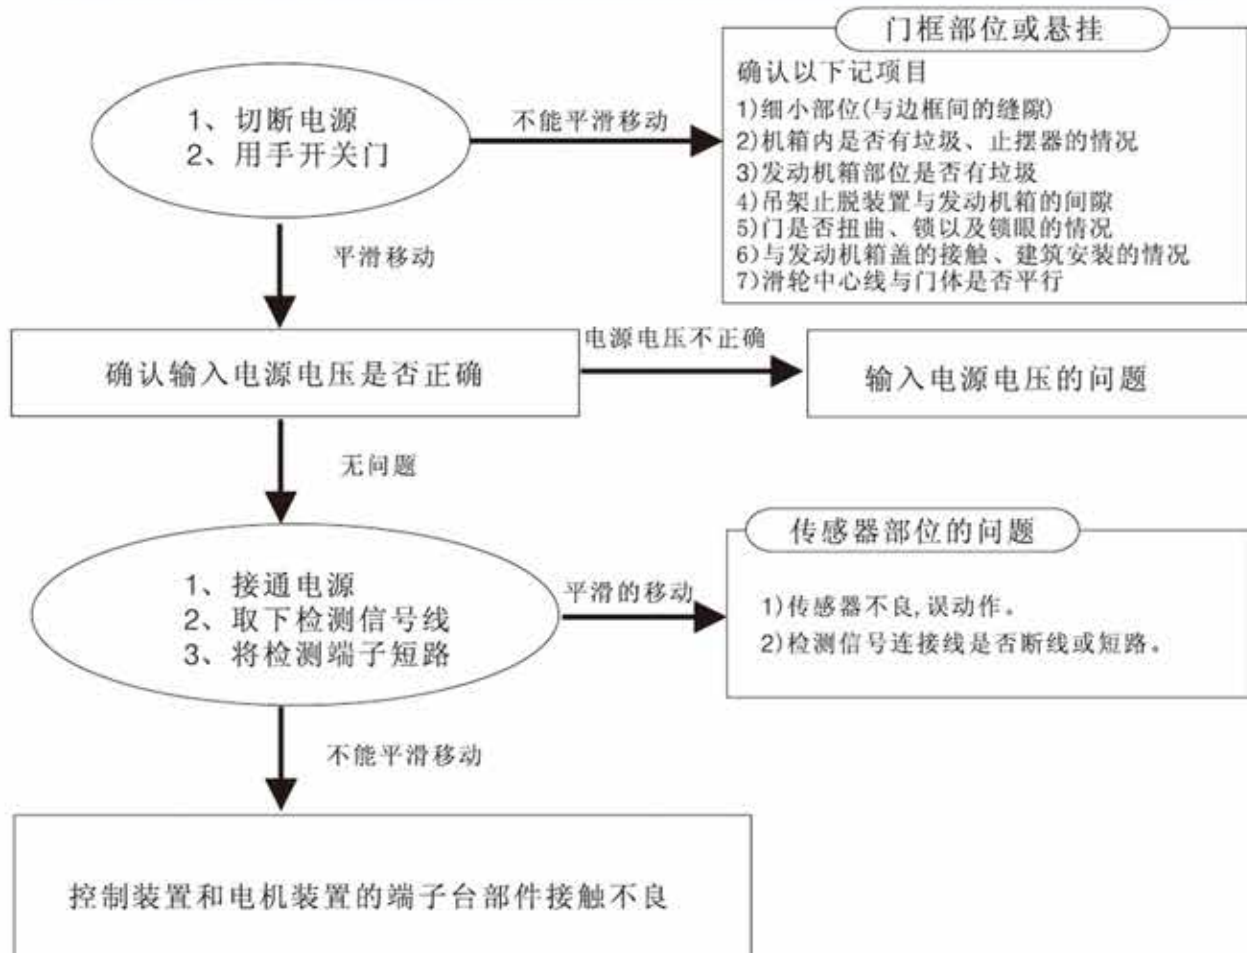 门框部位或悬挂
确认以下记项目
1)细小部位(与边框间的缝隙)
2)机箱内是否有垃圾、止摆器的情况
3)发动机箱部位是否有垃圾
4)吊架止脱装置与发动机箱的间隙
5)门是否扭曲、锁以及锁眼的情况
6)与发动机箱盖的接触、建筑安装的情况
7)滑轮中心线与门体是否平行
1、切断电源
2、用手开关门
不能平滑移动
平滑移动
确认输入电源电压是否正确
电源电压不正确
输入电源电压的问题
无问题
1、接通电源
2、取下检测信号线
3、将检测端子短路
平滑的移动
传感器部位的问题
1)传感器不良,误动作。
2)检测信号连接线是否断线或短路。
不能平滑移动
控制装置和电机装置的端子台部件接触不良